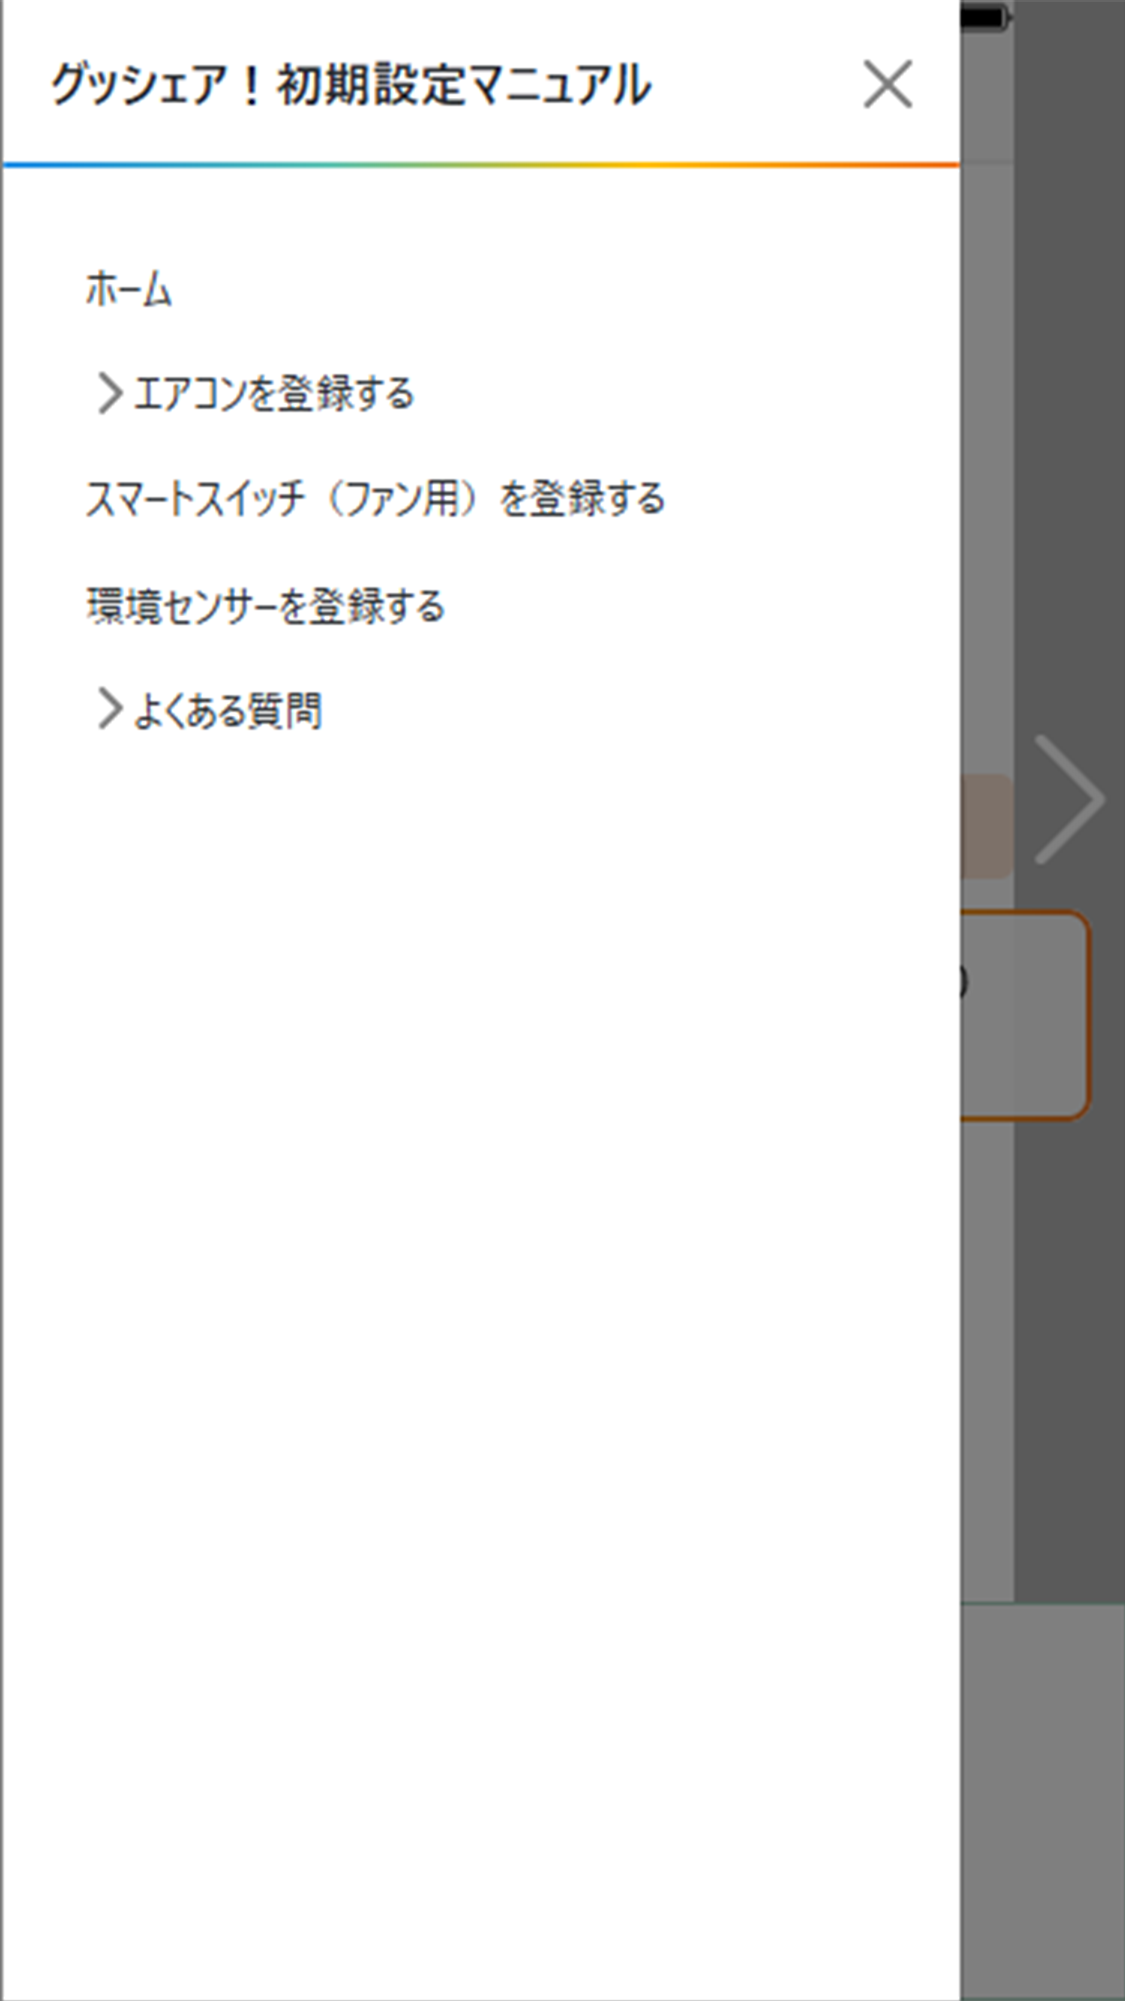 グッシェア！初期設定マニュアル
ホーム
エアコンを登録する
スマートスイッチ（ファン用）を登録する
環境センサーを登録する
よくある質問
)